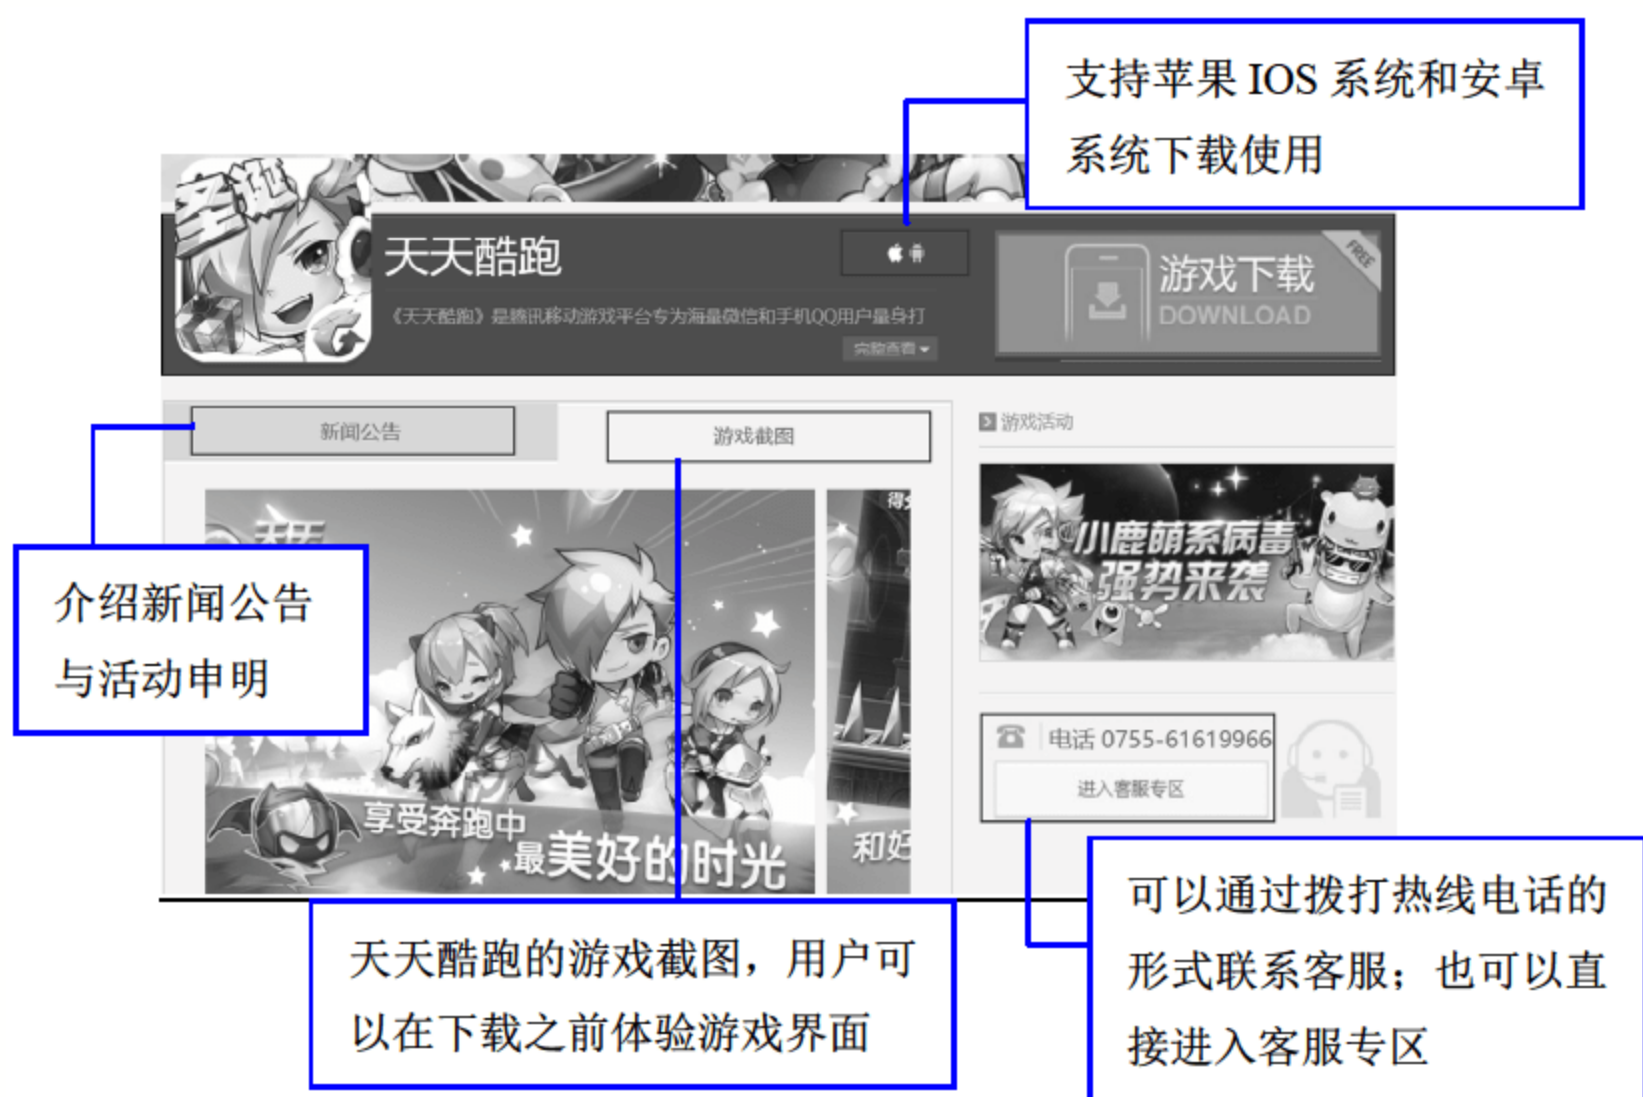 支持苹果 IOS 系统和安卓
系统下载使用
圣诞
天天酷跑
《天天酷跑》是腾讯移动游戏平台专为海量微信和手机QQ用户量身打
完整查看
游戏下载
DOWNLOAD
FREE
新闻公告
游戏截图
游戏活动
介绍新闻公告
与活动申明
天天
得
小鹿萌系病毒
强势来袭
电话 0755-61619966
进入客服专区
享受奔跑中
最美好的时光
和好
天天酷跑的游戏截图，用户可
以在下载之前体验游戏界面
可以通过拨打热线电话的
形式联系客服；也可以直
接进入客服专区